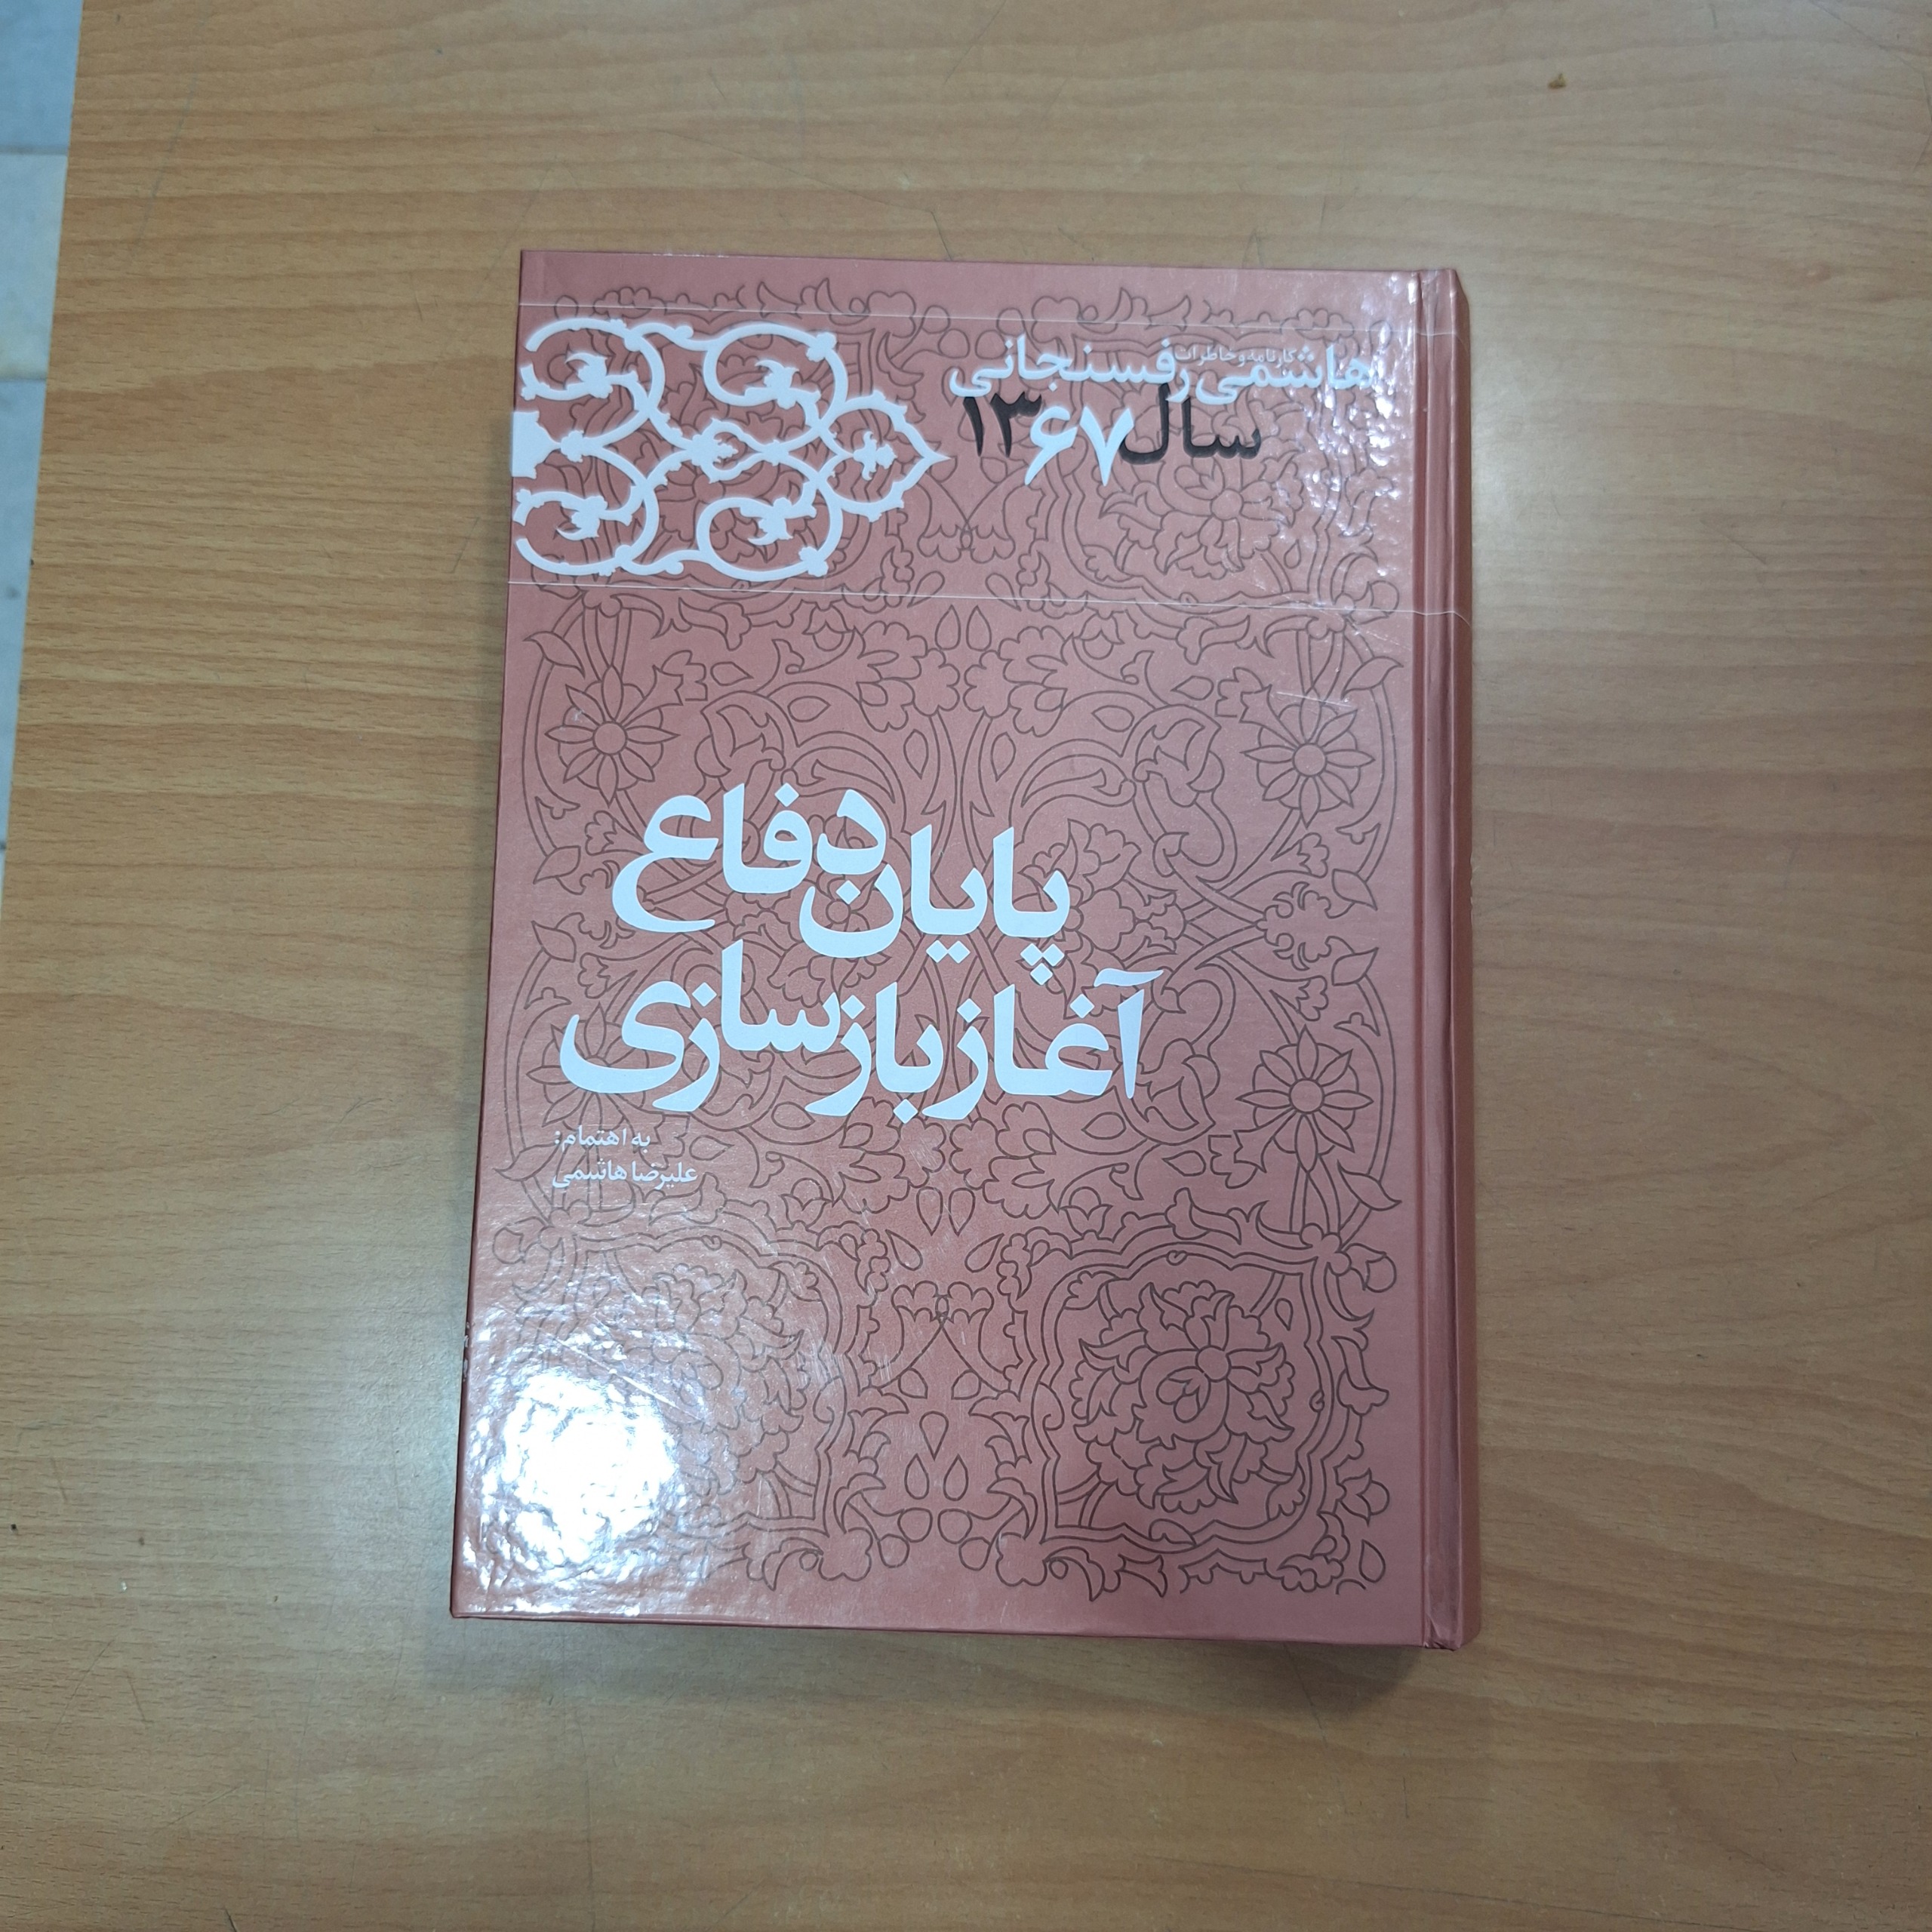 کارنامه و خاطرات
هاشمی رفسنجانی
سال ۱۳۶۷
پایان دفاع
آغاز بازسازی
به اهتمام:
علیرضا هاشمی